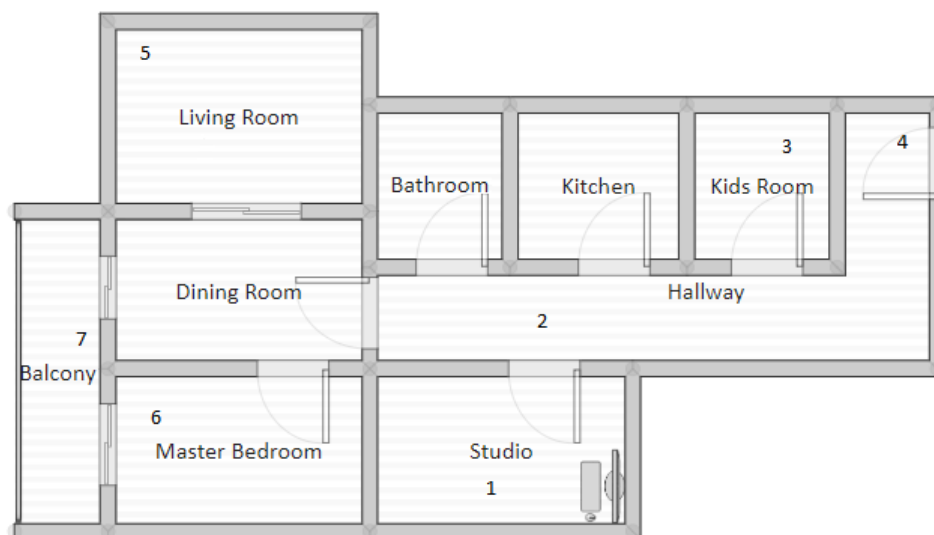 5
Living Room
Bathroom
Kitchen
3
Kids Room
4
Dining Room
Hallway
2
7
Balcony
6
Master Bedroom
Studio
1